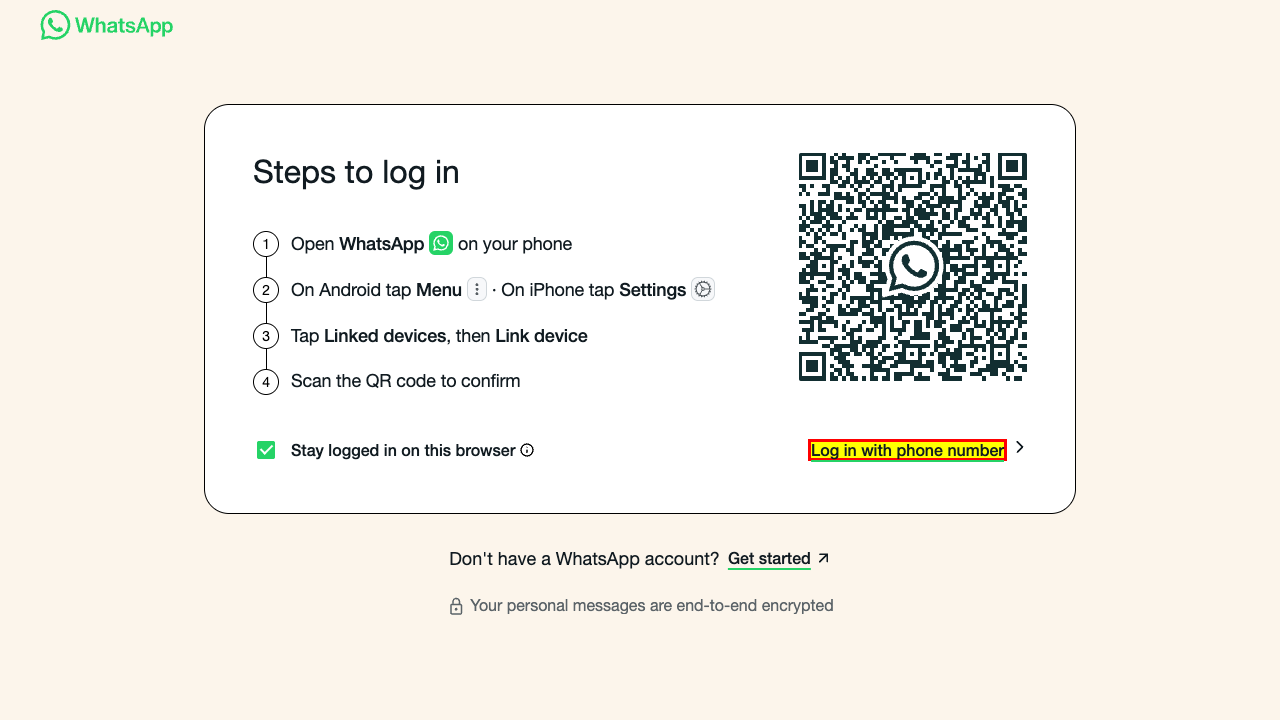 WhatsApp
Steps to log in
1 Open WhatsApp on your phone
2 On Android tap Menu · On iPhone tap Settings
3 Tap Linked devices, then Link device
4 Scan the QR code to confirm
Stay logged in on this browser
Log in with phone number
Don't have a WhatsApp account? Get started
Your personal messages are end-to-end encrypted